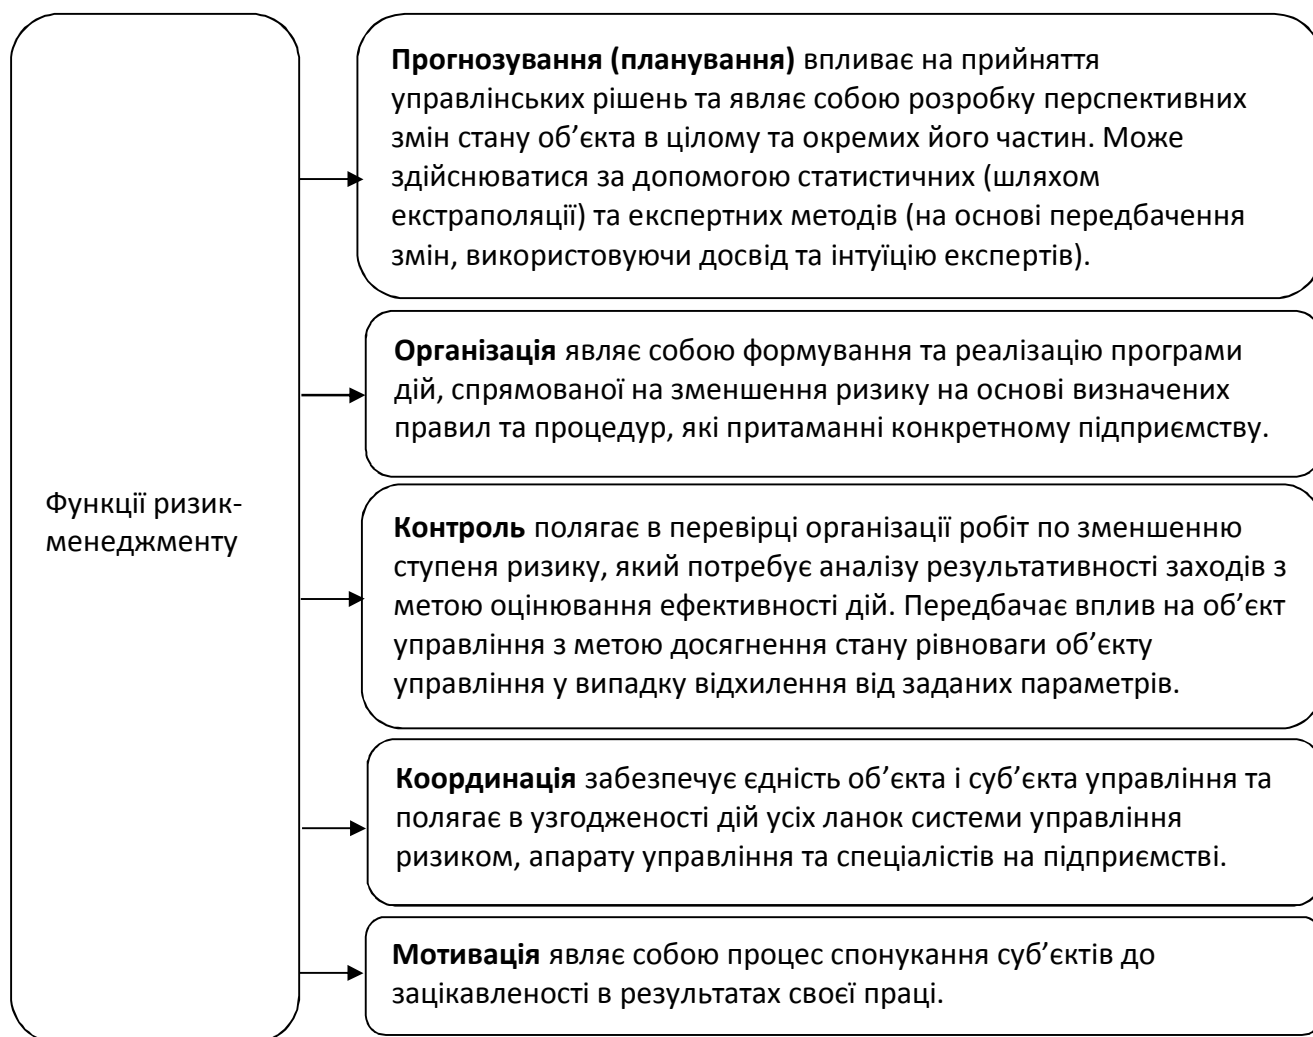 Функції ризик-
менеджменту
Прогнозування (планування) впливає на прийняття
управлінських рішень та являє собою розробку перспективних
змін стану об’єкта в цілому та окремих його частин. Може
здійснюватися за допомогою статистичних (шляхом
екстраполяції) та експертних методів (на основі передбачення
змін, використовуючи досвід та інтуїцію експертів).
Організація являє собою формування та реалізацію програми
дій, спрямованої на зменшення ризику на основі визначених
правил та процедур, які притаманні конкретному підприємству.
Контроль полягає в перевірці організації робіт по зменшенню
ступеня ризику, який потребує аналізу результативності заходів з
метою оцінювання ефективності дій. Передбачає вплив на об’єкт
управління з метою досягнення стану рівноваги об’єкту
управління у випадку відхилення від заданих параметрів.
Координація забезпечує єдність об’єкта і суб’єкта управління та
полягає в узгодженості дій усіх ланок системи управління
ризиком, апарату управління та спеціалістів на підприємстві.
Мотивація являє собою процес спонукання суб’єктів до
зацікавленості в результатах своєї праці.